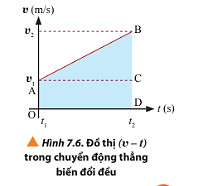 v (m/s)
v₂
B
v₁
A
C
O
D
t₁
t₂
t (s)
▲ Hình 7.6. Đồ thị (v – t)
trong chuyển động thẳng
biến đổi đều